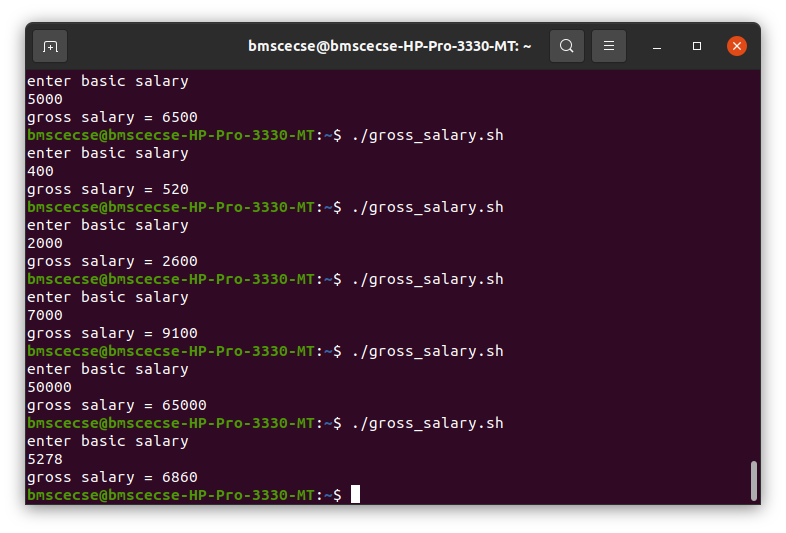 bmscecse@bmscecse-HP-Pro-3330-MT: ~
enter basic salary
5000
gross salary = 6500
bmscecse@bmscecse-HP-Pro-3330-MT:~$ ./gross_salary.sh
enter basic salary
400
gross salary = 520
bmscecse@bmscecse-HP-Pro-3330-MT:~$ ./gross_salary.sh
enter basic salary
2000
gross salary = 2600
bmscecse@bmscecse-HP-Pro-3330-MT:~$ ./gross_salary.sh
enter basic salary
7000
gross salary = 9100
bmscecse@bmscecse-HP-Pro-3330-MT:~$ ./gross_salary.sh
enter basic salary
50000
gross salary = 65000
bmscecse@bmscecse-HP-Pro-3330-MT:~$ ./gross_salary.sh
enter basic salary
5278
gross salary = 6860
bmscecse@bmscecse-HP-Pro-3330-MT:~$